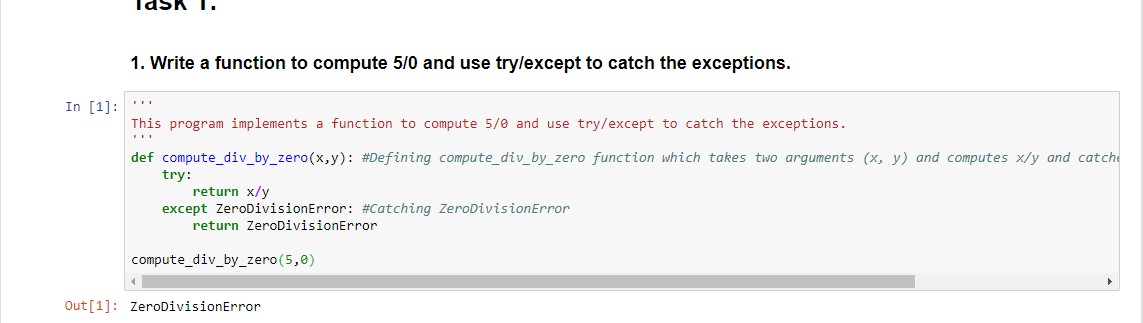 Task 1.
1. Write a function to compute 5/0 and use try/except to catch the exceptions.
In [1]:
'''
This program implements a function to compute 5/0 and use try/except to catch the exceptions.
'''
def compute_div_by_zero(x,y): #Defining compute_div_by_zero function which takes two arguments (x, y) and computes x/y and catche
    try:
        return x/y
    except ZeroDivisionError: #Catching ZeroDivisionError
        return ZeroDivisionError
compute_div_by_zero(5,0)
Out[1]: ZeroDivisionError